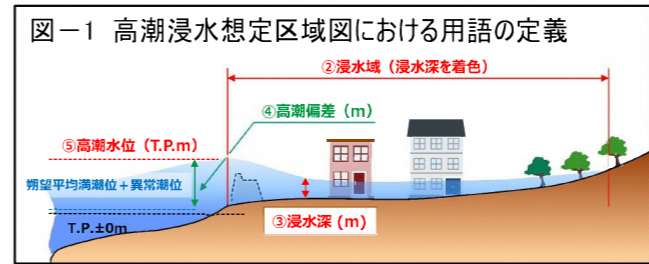 図－1 高潮浸水想定区域図における用語の定義
②浸水域（浸水深を着色）
④高潮偏差（m）
⑤高潮水位（T.P.m）
朔望平均満潮位＋異常潮位
③浸水深（m）
T.P.±0m